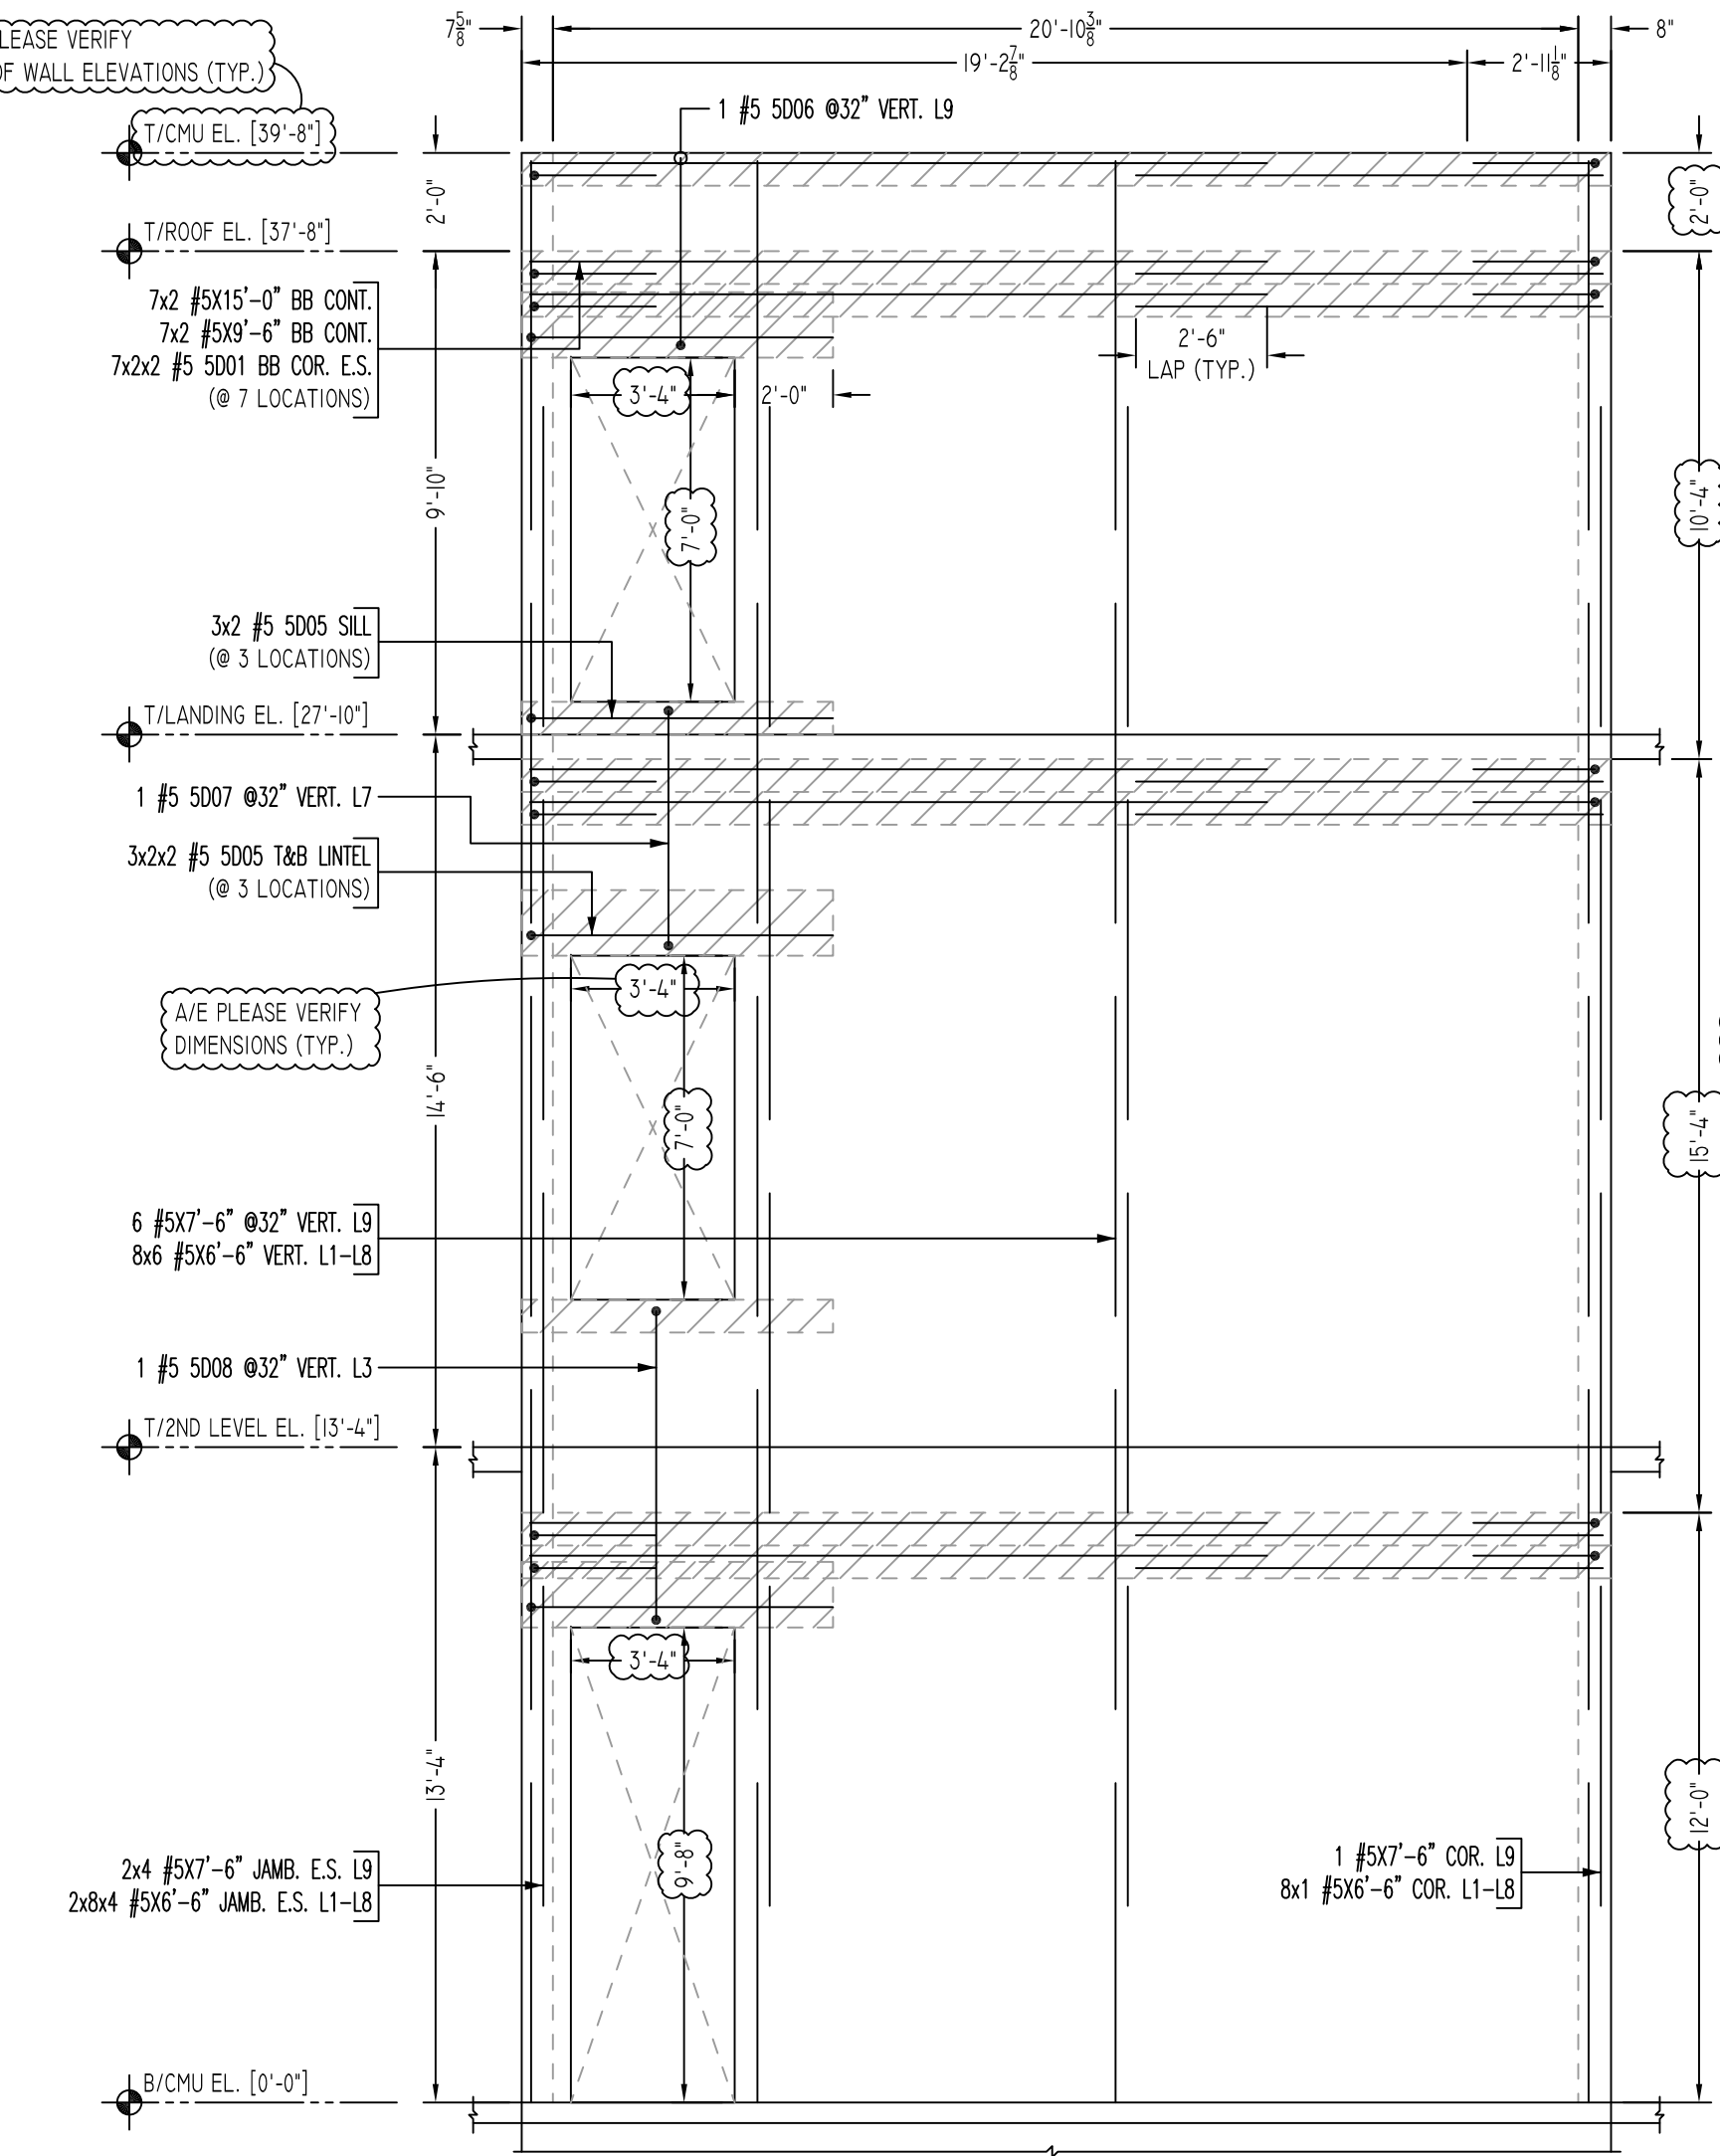 LEASE VERIFY
OF WALL ELEVATIONS (TYP.)
7 5/8"
20'-10 3/8"
8"
19'-2 7/8"
2'-11 1/8"
1 #5 5D06 @32" VERT. L9
T/CMU EL. [39'-8"]
2'-0"
2'-0"
T/ROOF EL. [37'-8"]
7x2 #5X15'-0" BB CONT.
7x2 #5X9'-6" BB CONT.
7x2x2 #5 5D01 BB COR. E.S.
(@ 7 LOCATIONS)
2'-6"
LAP (TYP.)
3'-4"
2'-0"
9'-10"
7'-0"
10'-4"
3x2 #5 5D05 SILL
(@ 3 LOCATIONS)
T/LANDING EL. [27'-10"]
1 #5 5D07 @32" VERT. L7
3x2x2 #5 5D05 T&B LINTEL
(@ 3 LOCATIONS)
3'-4"
A/E PLEASE VERIFY
DIMENSIONS (TYP.)
14'-6"
7'-0"
15'-4"
6 #5X7'-6" @32" VERT. L9
8x6 #5X6'-6" VERT. L1-L8
1 #5 5D08 @32" VERT. L3
T/2ND LEVEL EL. [13'-4"]
3'-4"
13'-4"
9'-8"
12'-0"
2x4 #5X7'-6" JAMB. E.S. L9
2x8x4 #5X6'-6" JAMB. E.S. L1-L8
1 #5X7'-6" COR. L9
8x1 #5X6'-6" COR. L1-L8
B/CMU EL. [0'-0"]